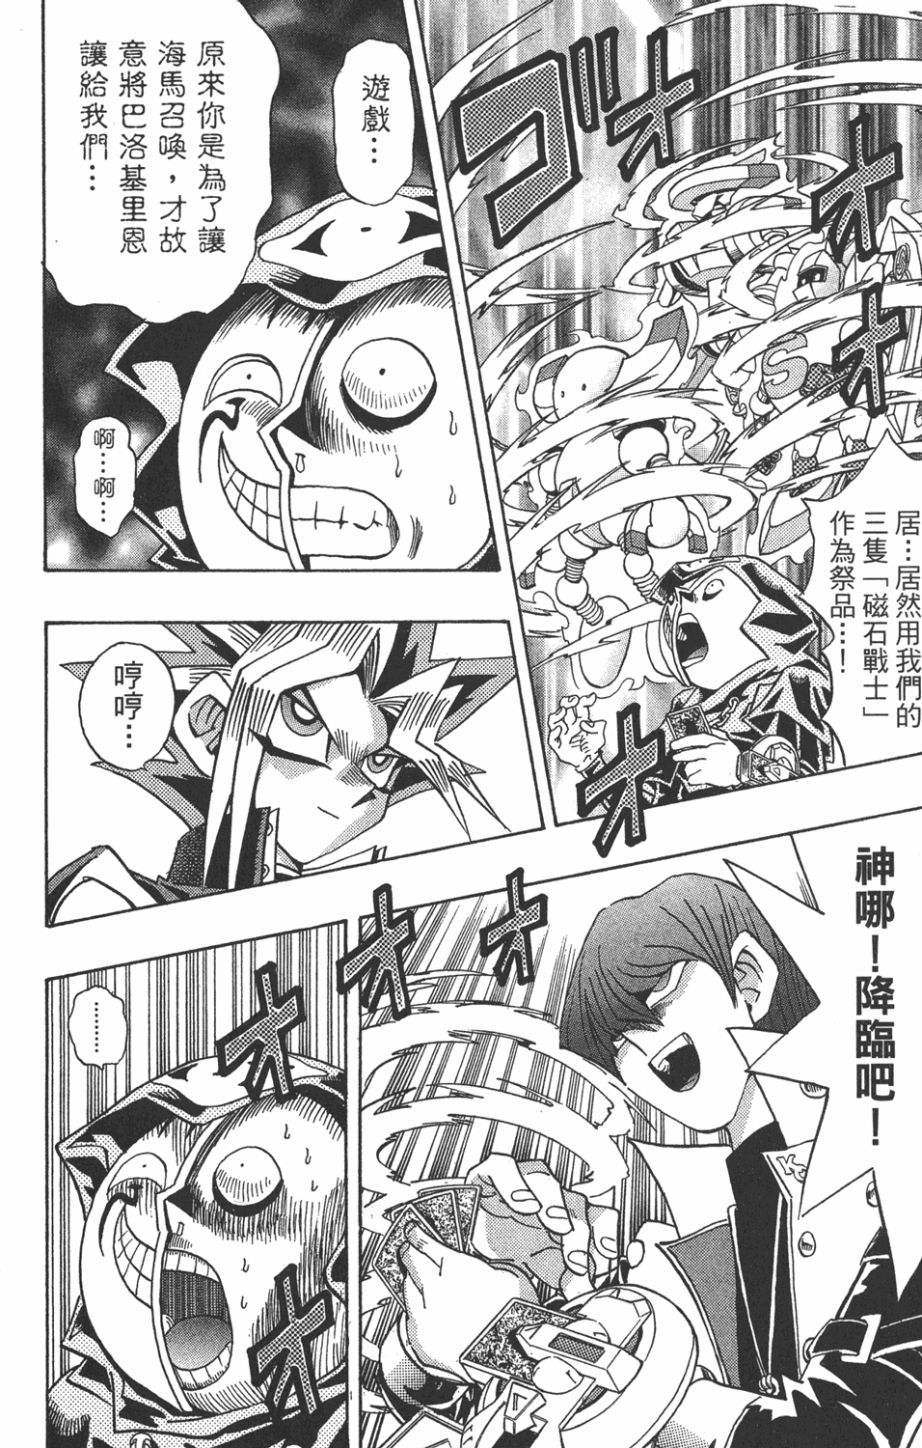 ゴオ
オ
オ
居…居然用我們的
三隻「磁石戰士」
作為祭品…！
オ
遊戲…
原來你是為了讓
海馬召喚，才故
意將巴洛基里恩
讓給我們…
啊…啊…
哼哼…
神哪！降臨吧！
オ
オ
オ
K
……
オ
16